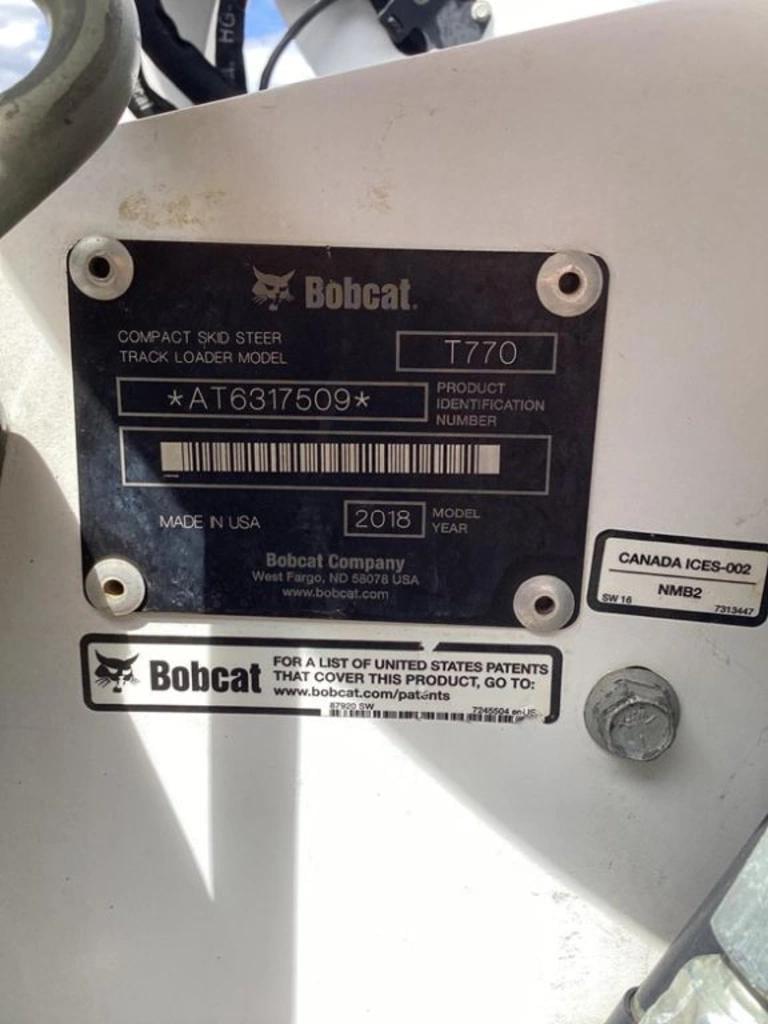 HG-
Bobcat
COMPACT SKID STEER
TRACK LOADER MODEL
T770
*AT6317509*
PRODUCT
IDENTIFICATION
NUMBER
MADE IN USA
2018
MODEL
YEAR
Bobcat Company
West Fargo, ND 58078 USA
www.bobcat.com
CANADA ICES-002
NMB2
SW 16
7313447
Bobcat
FOR A LIST OF UNITED STATES PATENTS
THAT COVER THIS PRODUCT, GO TO:
www.bobcat.com/patents
87920 SW
7245504 enUS